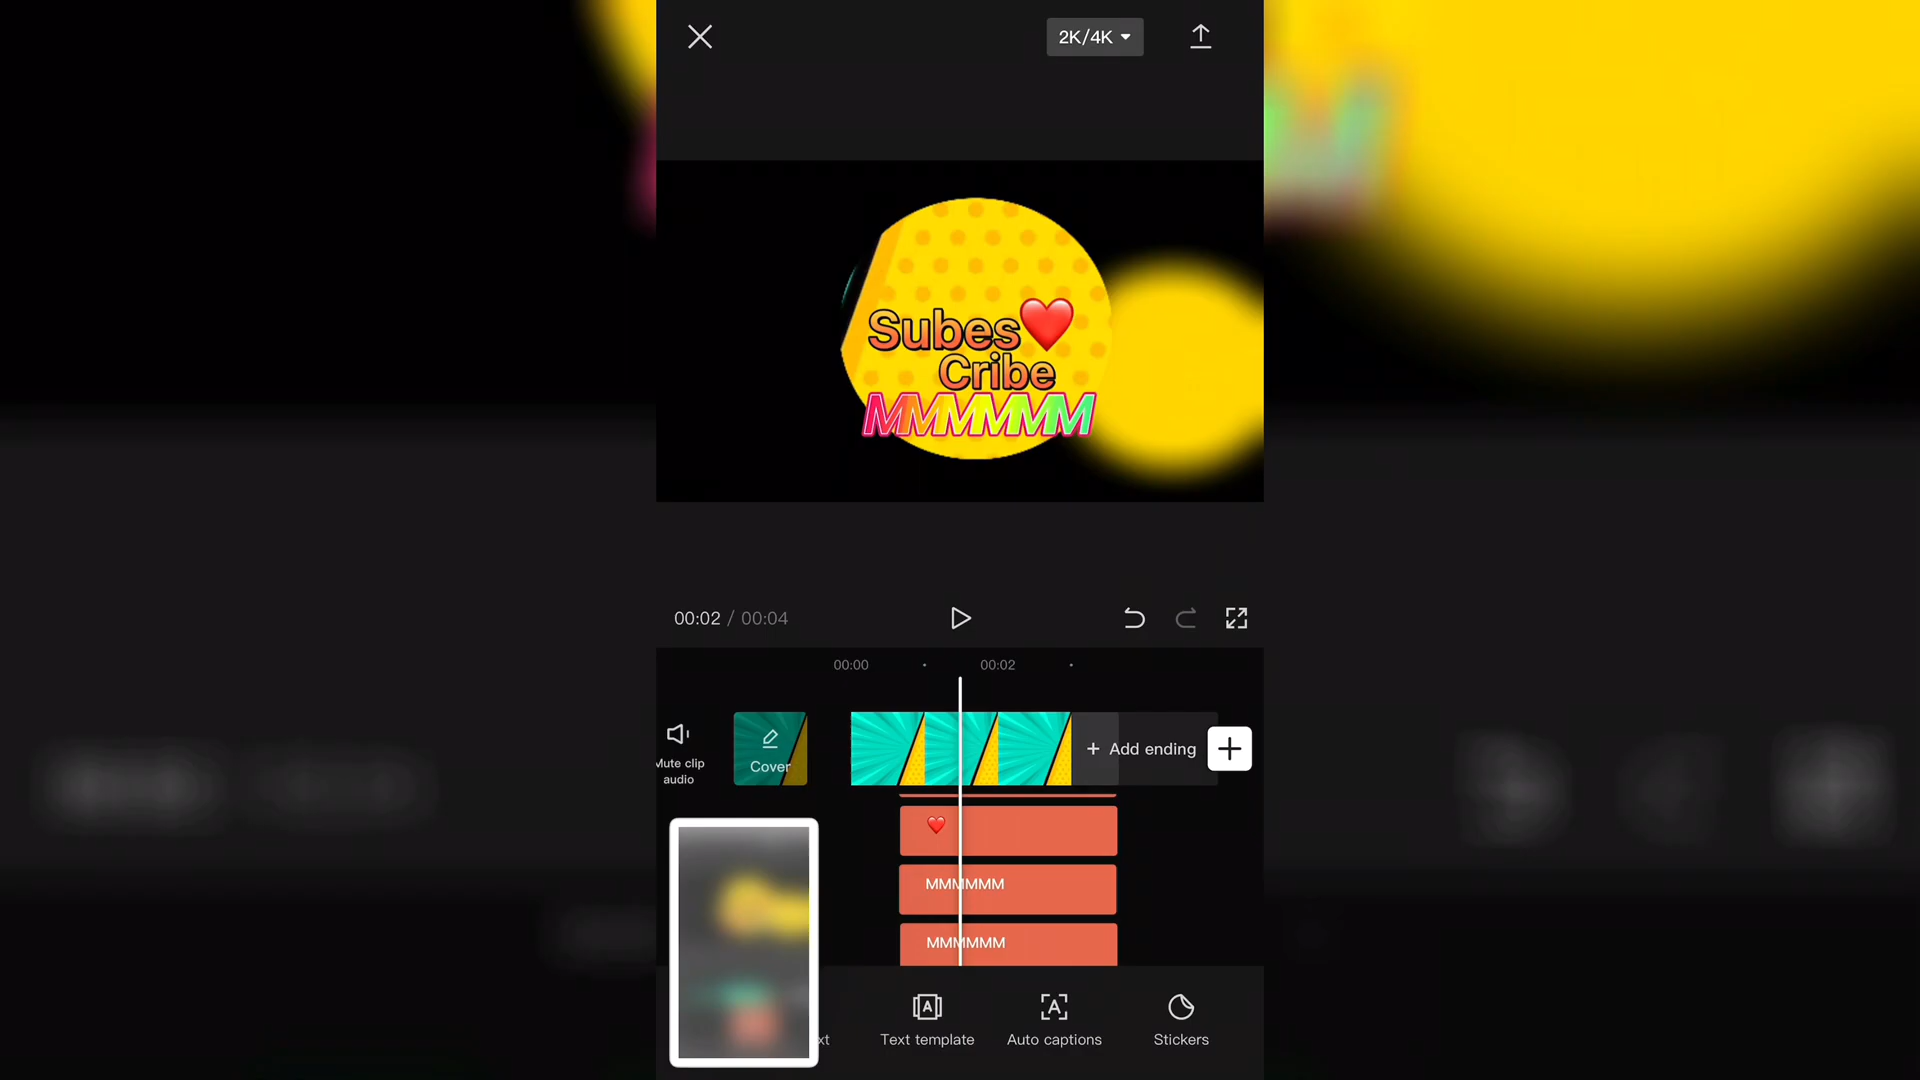 2K/4K
Subes❤️
Cribe
MMMMMM
00:02 / 00:04
00:00
00:02
Mute clip
audio
Cover
+ Add ending
❤️
MMMMMM
MMMMMM
xt
Text template
Auto captions
Stickers